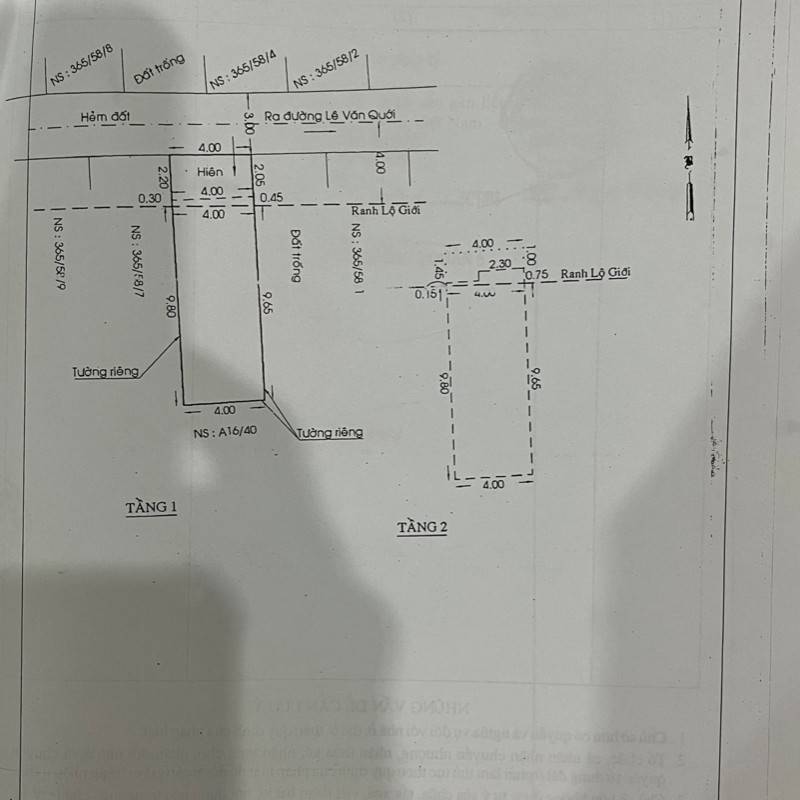 NS : 365/58/8
Đất trống
NS : 365/58/4
NS : 365/58/2
Hẻm đất
3.00
Ra đường Lê Văn Quới
4.00
Hiên
2.20
2.05
4.00
4.00
0.30
4.00
0.45
Ranh Lộ Giới
NS : 365/58/9
NS : 365/58/7
Đất trống
NS : 365/58 1
9.80
9.65
Tường riêng
4.00
NS : A16/40
Tường riêng
TẦNG 1
4.00
1.45
1.00
2.30
0.75
Ranh Lộ Giới
0.15
4.00
9.80
9.65
4.00
TẦNG 2
NHỮNG VẤN ĐỀ CẦN LƯU Ý